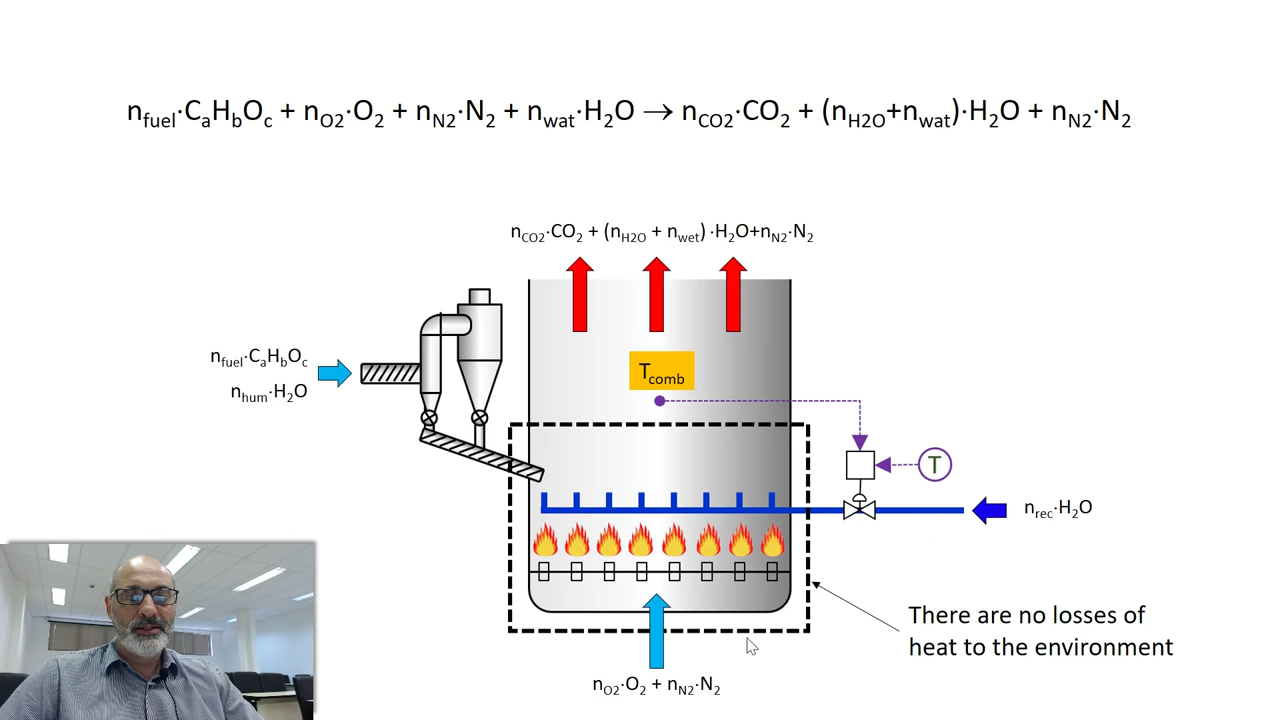 n_fuel·C_aH_bO_c + n_O2·O_2 + n_N2·N_2 + n_wat·H_2O → n_CO2·CO_2 + (n_H2O+n_wat)·H_2O + n_N2·N_2
n_CO2·CO_2 + (n_H2O + n_wet) ·H_2O+n_N2·N_2
n_fuel·C_aH_bO_c
n_hum·H_2O
T_comb
T
n_rec·H_2O
There are no losses of
heat to the environment
n_O2·O_2 + n_N2·N_2